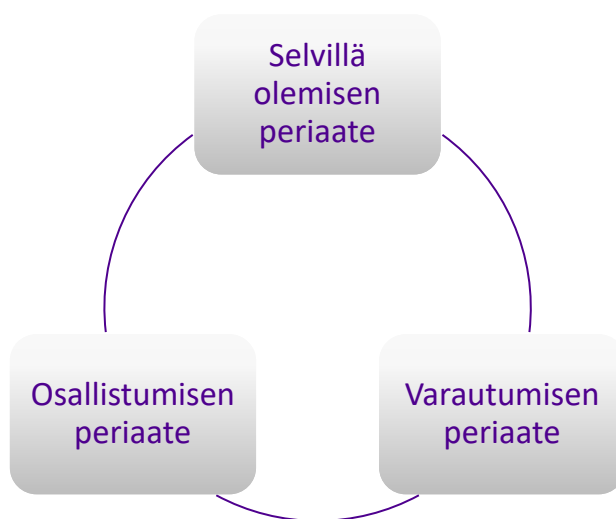 Selvillä
olemisen
periaate
Osallistumisen
periaate
Varautumisen
periaate